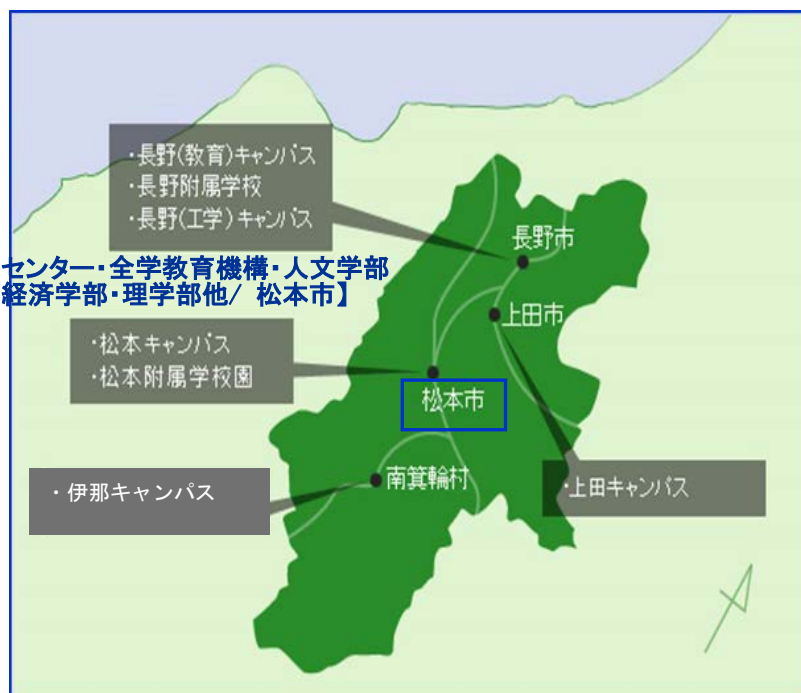 ・長野(教育)キャンパス
・長野附属学校
・長野(工学)キャンパス
長野市
センター・全学教育機構・人文学部
経済学部・理学部他/ 松本市】
上田市
・松本キャンパス
・松本附属学校園
松本市
・伊那キャンパス
南箕輪村
・上田キャンパス